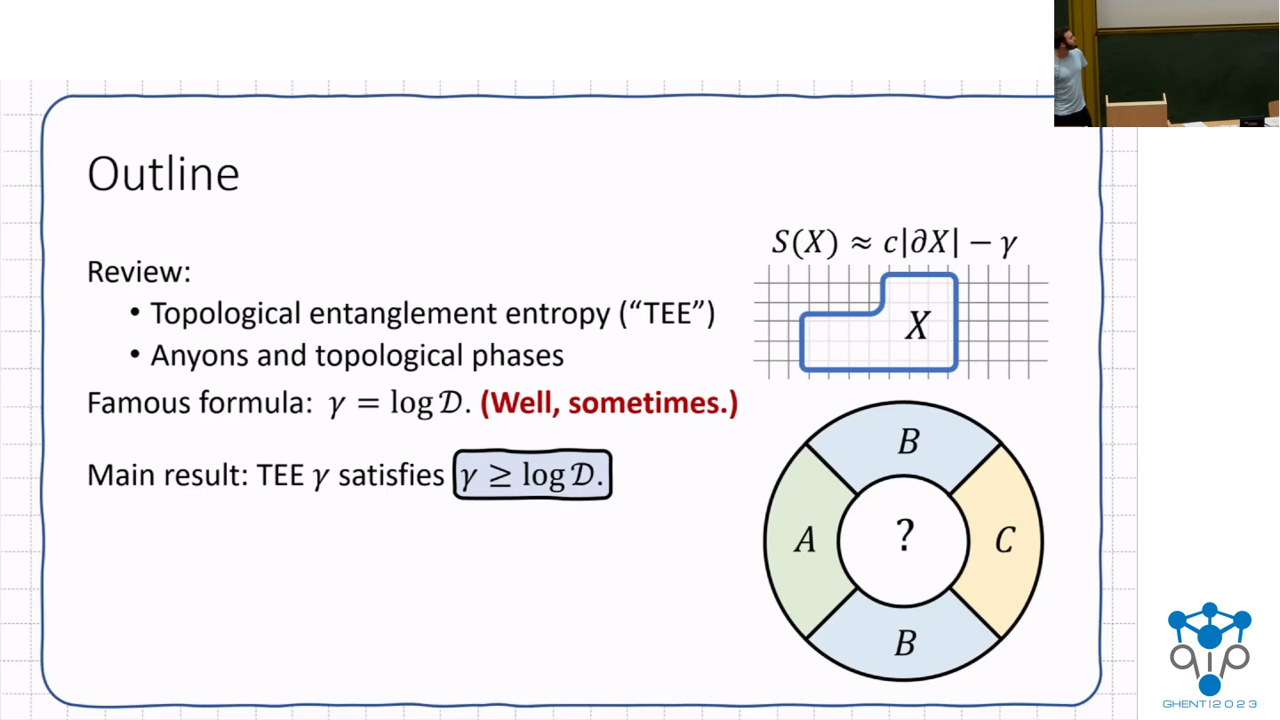 Outline
Review:
• Topological entanglement entropy (“TEE”)
• Anyons and topological phases
Famous formula: γ = log 𝒟. (Well, sometimes.)
Main result: TEE γ satisfies γ ≥ log 𝒟.
S(X) ≈ c|∂X| − γ
X
B
A ? C
B
qip
GHENT|2023